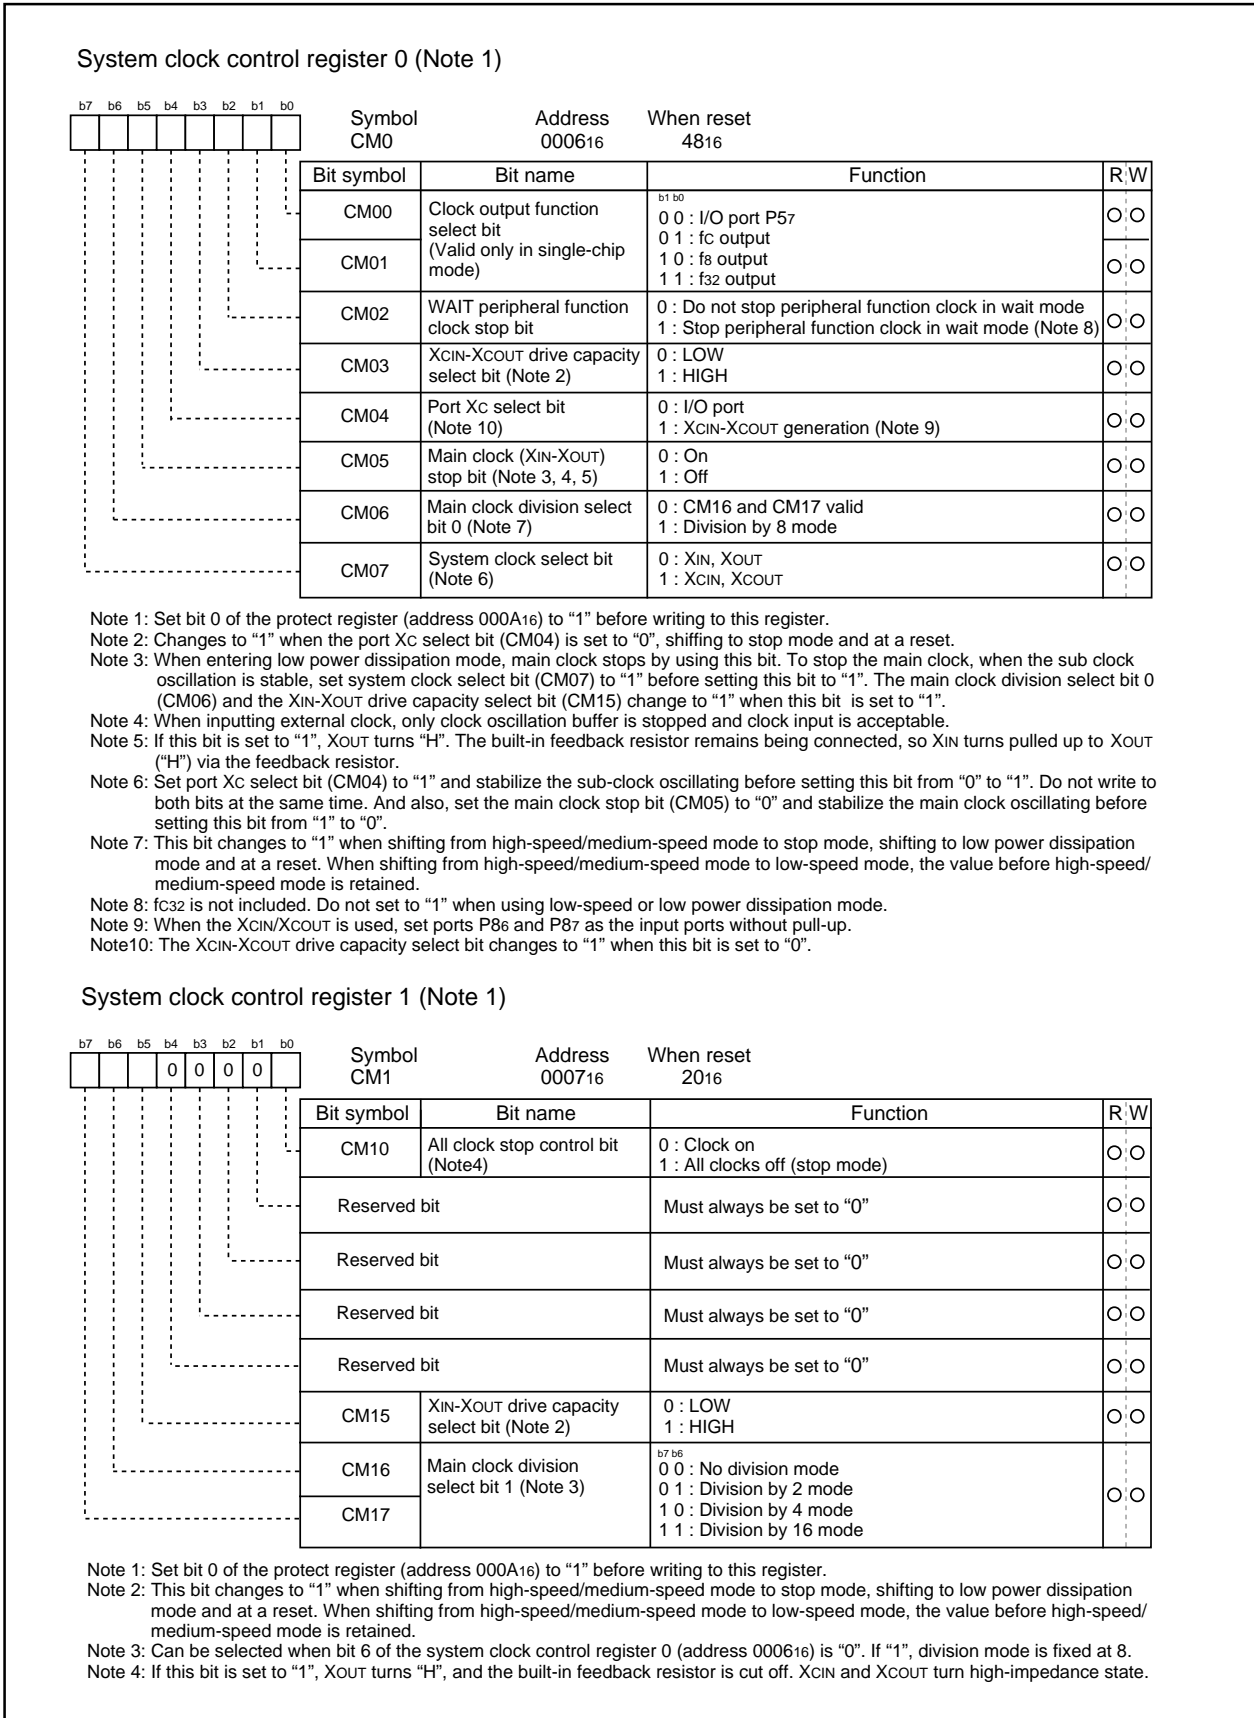 System clock control register 0 (Note 1)
b7 b6 b5 b4 b3 b2 b1 b0
Symbol Address When reset
CM0 000616 4816
Bit symbol Bit name Function R W
CM00 Clock output function
select bit
(Valid only in single-chip
mode)
b1 b0
0 0 : I/O port P57
0 1 : fC output
1 0 : f8 output
1 1 : f32 output
CM01
CM02 WAIT peripheral function
clock stop bit
0 : Do not stop peripheral function clock in wait mode
1 : Stop peripheral function clock in wait mode (Note 8)
CM03 XCIN-XCOUT drive capacity
select bit (Note 2)
0 : LOW
1 : HIGH
CM04 Port XC select bit
(Note 10)
0 : I/O port
1 : XCIN-XCOUT generation (Note 9)
CM05 Main clock (XIN-XOUT)
stop bit (Note 3, 4, 5)
0 : On
1 : Off
CM06 Main clock division select
bit 0 (Note 7)
0 : CM16 and CM17 valid
1 : Division by 8 mode
CM07 System clock select bit
(Note 6)
0 : XIN, XOUT
1 : XCIN, XCOUT
Note 1: Set bit 0 of the protect register (address 000A16) to “1” before writing to this register.
Note 2: Changes to “1” when the port XC select bit (CM04) is set to “0”, shiffing to stop mode and at a reset.
Note 3: When entering low power dissipation mode, main clock stops by using this bit. To stop the main clock, when the sub clock
oscillation is stable, set system clock select bit (CM07) to “1” before setting this bit to “1”. The main clock division select bit 0
(CM06) and the XIN-XOUT drive capacity select bit (CM15) change to “1” when this bit is set to “1”.
Note 4: When inputting external clock, only clock oscillation buffer is stopped and clock input is acceptable.
Note 5: If this bit is set to “1”, XOUT turns “H”. The built-in feedback resistor remains being connected, so XIN turns pulled up to XOUT
(“H”) via the feedback resistor.
Note 6: Set port XC select bit (CM04) to “1” and stabilize the sub-clock oscillating before setting this bit from “0” to “1”. Do not write to
both bits at the same time. And also, set the main clock stop bit (CM05) to “0” and stabilize the main clock oscillating before
setting this bit from “1” to “0”.
Note 7: This bit changes to “1” when shifting from high-speed/medium-speed mode to stop mode, shifting to low power dissipation
mode and at a reset. When shifting from high-speed/medium-speed mode to low-speed mode, the value before high-speed/
medium-speed mode is retained.
Note 8: fC32 is not included. Do not set to “1” when using low-speed or low power dissipation mode.
Note 9: When the XCIN/XCOUT is used, set ports P86 and P87 as the input ports without pull-up.
Note10: The XCIN-XCOUT drive capacity select bit changes to “1” when this bit is set to “0”.
System clock control register 1 (Note 1)
b7 b6 b5 b4 b3 b2 b1 b0
0 0 0 0
Symbol Address When reset
CM1 000716 2016
Bit symbol Bit name Function R W
CM10 All clock stop control bit
(Note4)
0 : Clock on
1 : All clocks off (stop mode)
Reserved bit Must always be set to “0”
Reserved bit Must always be set to “0”
Reserved bit Must always be set to “0”
Reserved bit Must always be set to “0”
CM15 XIN-XOUT drive capacity
select bit (Note 2)
0 : LOW
1 : HIGH
CM16 Main clock division
select bit 1 (Note 3)
b7 b6
0 0 : No division mode
0 1 : Division by 2 mode
1 0 : Division by 4 mode
1 1 : Division by 16 mode
CM17
Note 1: Set bit 0 of the protect register (address 000A16) to “1” before writing to this register.
Note 2: This bit changes to “1” when shifting from high-speed/medium-speed mode to stop mode, shifting to low power dissipation
mode and at a reset. When shifting from high-speed/medium-speed mode to low-speed mode, the value before high-speed/
medium-speed mode is retained.
Note 3: Can be selected when bit 6 of the system clock control register 0 (address 000616) is “0”. If “1”, division mode is fixed at 8.
Note 4: If this bit is set to “1”, XOUT turns “H”, and the built-in feedback resistor is cut off. XCIN and XCOUT turn high-impedance state.